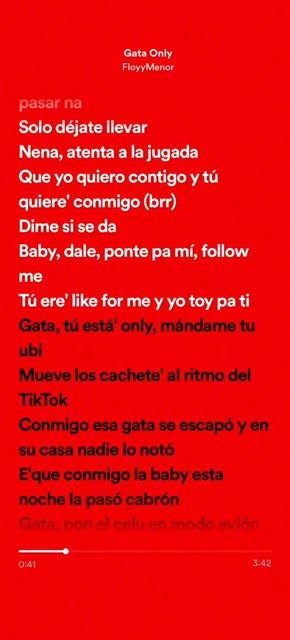 Gata Only
FloyyMenor
pasar na
Solo déjate llevar
Nena, atenta a la jugada
Que yo quiero contigo y tú
quiere' conmigo (brr)
Dime si se da
Baby, dale, ponte pa mí, follow
me
Tú ere' like for me y yo toy pa ti
Gata, tú está' only, mándame tu
ubi
Mueve los cachete' al ritmo del
TikTok
Conmigo esa gata se escapó y en
su casa nadie lo notó
E'que conmigo la baby esta
noche la pasó cabrón
Gata, pon el celu en modo avión
0:41
3:42